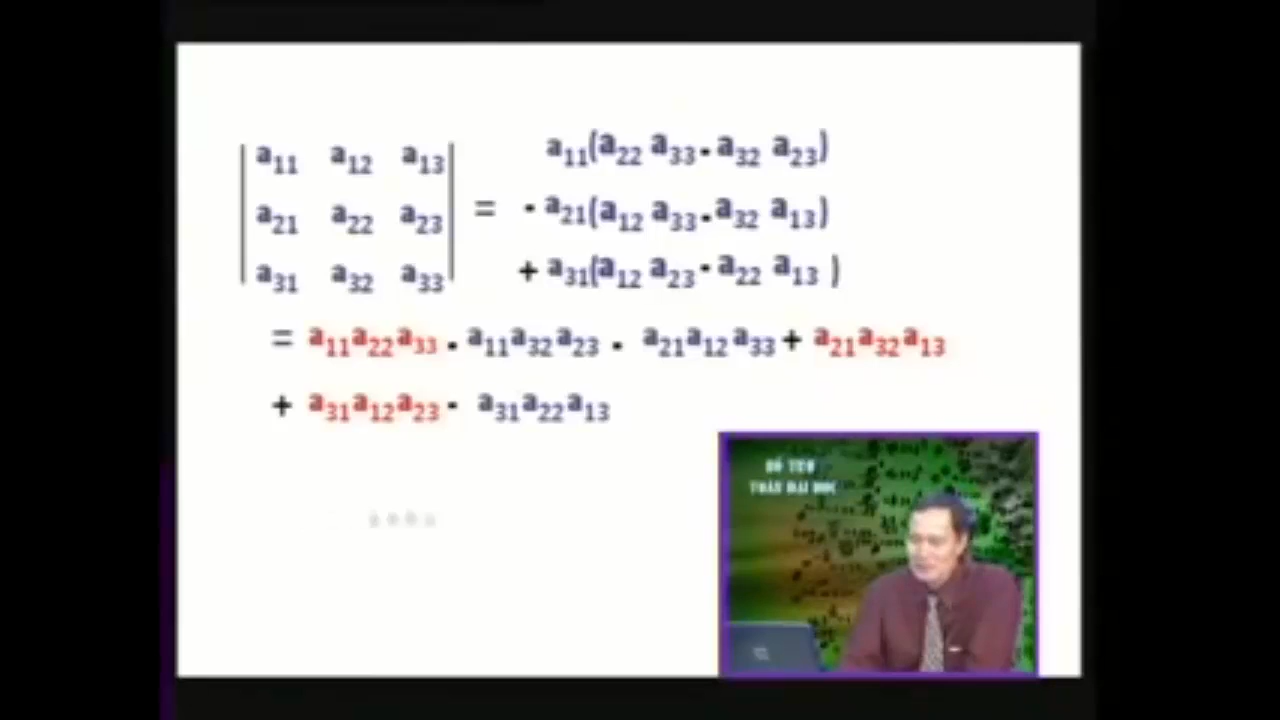 a₁₁ a₁₂ a₁₃
a₂₁ a₂₂ a₂₃
a₃₁ a₃₂ a₃₃
=
a₁₁(a₂₂ a₃₃ - a₃₂ a₂₃)
- a₂₁(a₁₂ a₃₃ - a₃₂ a₁₃)
+ a₃₁(a₁₂ a₂₃ - a₂₂ a₁₃ )
= a₁₁a₂₂a₃₃ - a₁₁a₃₂a₂₃ - a₂₁a₁₂a₃₃ + a₂₁a₃₂a₁₃
+ a₃₁a₁₂a₂₃ - a₃₁a₂₂a₁₃